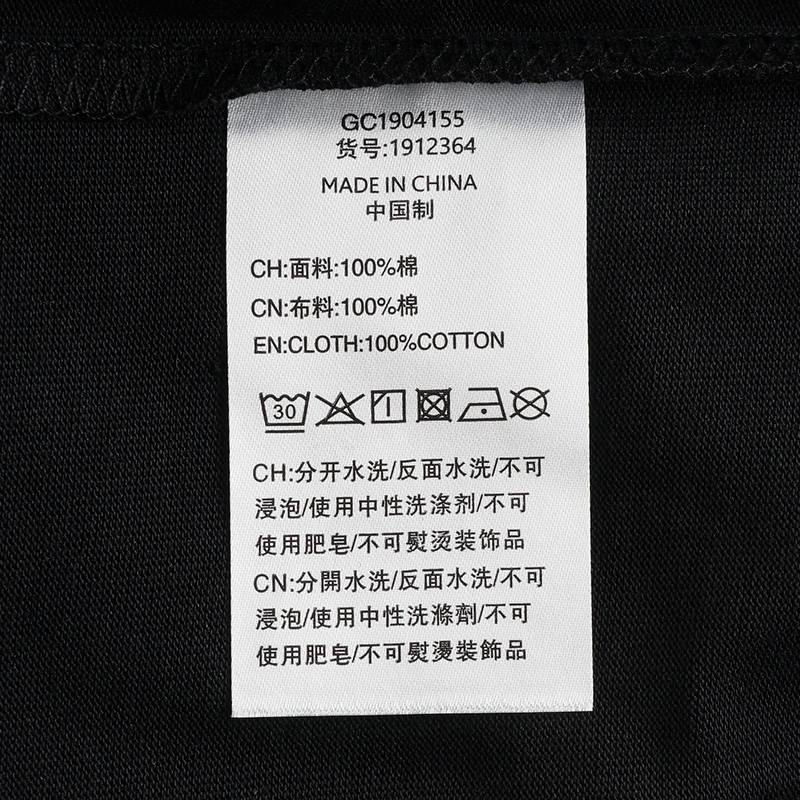 GC1904155
货号:1912364
MADE IN CHINA
中国制
CH:面料:100%棉
CN:布料:100%棉
EN:CLOTH:100%COTTON
30
CH:分开水洗/反面水洗/不可
浸泡/使用中性洗涤剂/不可
使用肥皂/不可熨烫装饰品
CN:分開水洗/反面水洗/不可
浸泡/使用中性洗滌劑/不可
使用肥皂/不可熨燙裝飾品